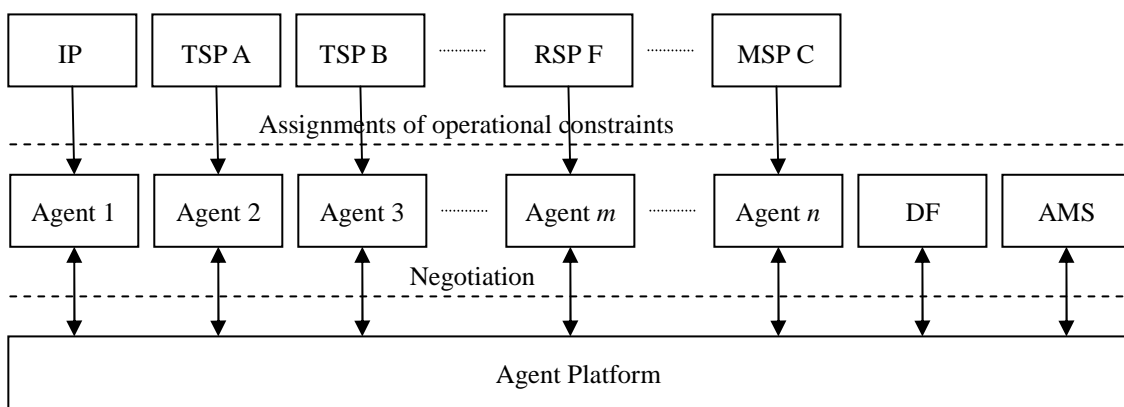 IP TSP A TSP B RSP F MSP C
Assignments of operational constraints
Agent 1 Agent 2 Agent 3 Agent m Agent n DF AMS
Negotiation
Agent Platform